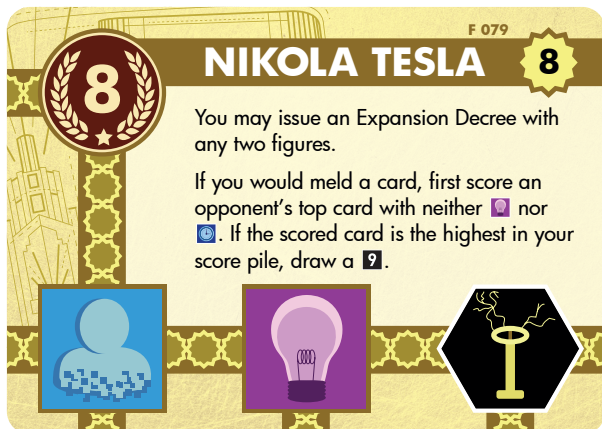 F 079
8
NIKOLA TESLA
8
You may issue an Expansion Decree with
any two figures.
If you would meld a card, first score an
opponent's top card with neither nor
. If the scored card is the highest in your
score pile, draw a 9.